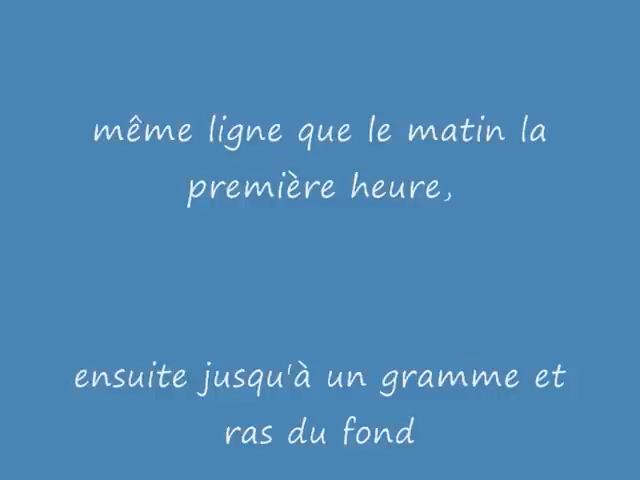 même ligne que le matin la
première heure,
ensuite jusqu'à un gramme et
ras du fond